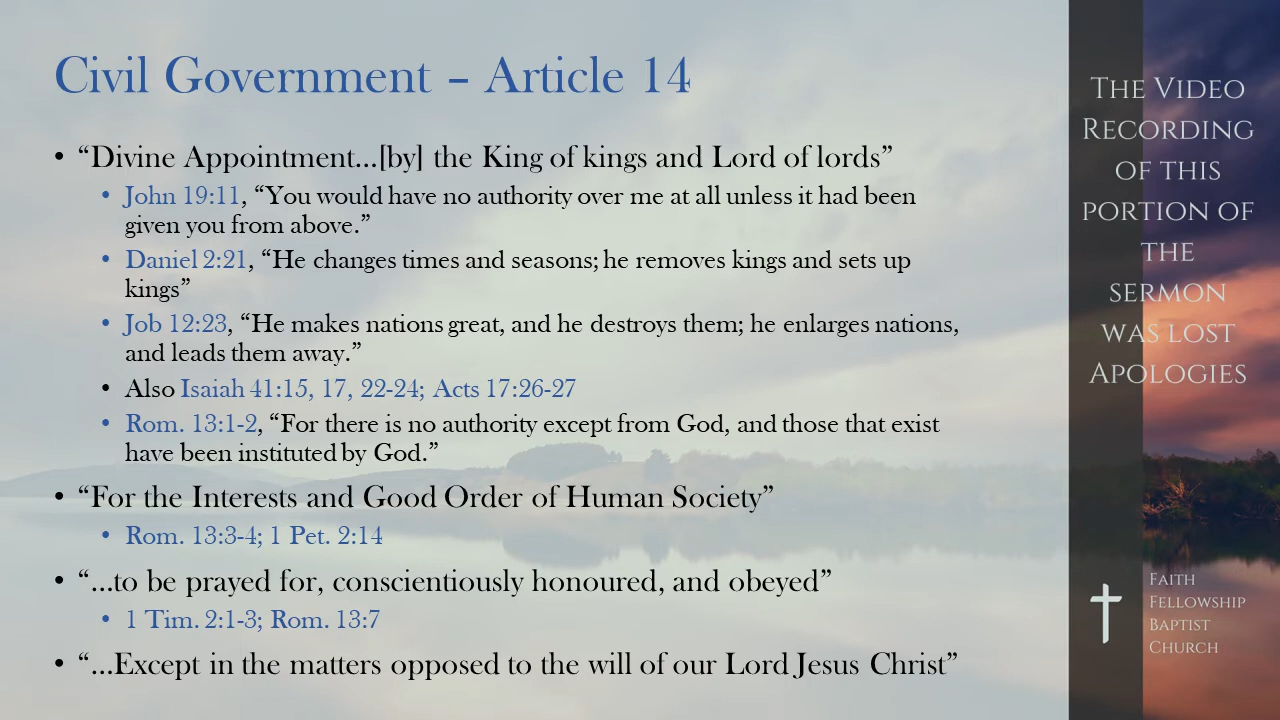 Civil Government – Article 14
• “Divine Appointment...[by] the King of kings and Lord of lords”
• John 19:11, “You would have no authority over me at all unless it had been
given you from above.”
• Daniel 2:21, “He changes times and seasons; he removes kings and sets up
kings”
• Job 12:23, “He makes nations great, and he destroys them; he enlarges nations,
and leads them away.”
• Also Isaiah 41:15, 17, 22-24; Acts 17:26-27
• Rom. 13:1-2, “For there is no authority except from God, and those that exist
have been instituted by God.”
• “For the Interests and Good Order of Human Society”
• Rom. 13:3-4; 1 Pet. 2:14
• “...to be prayed for, conscientiously honoured, and obeyed”
• 1 Tim. 2:1-3; Rom. 13:7
• “...Except in the matters opposed to the will of our Lord Jesus Christ”
The Video
Recording
of this
portion of
the
sermon
was lost
Apologies
Faith
Fellowship
Baptist
Church